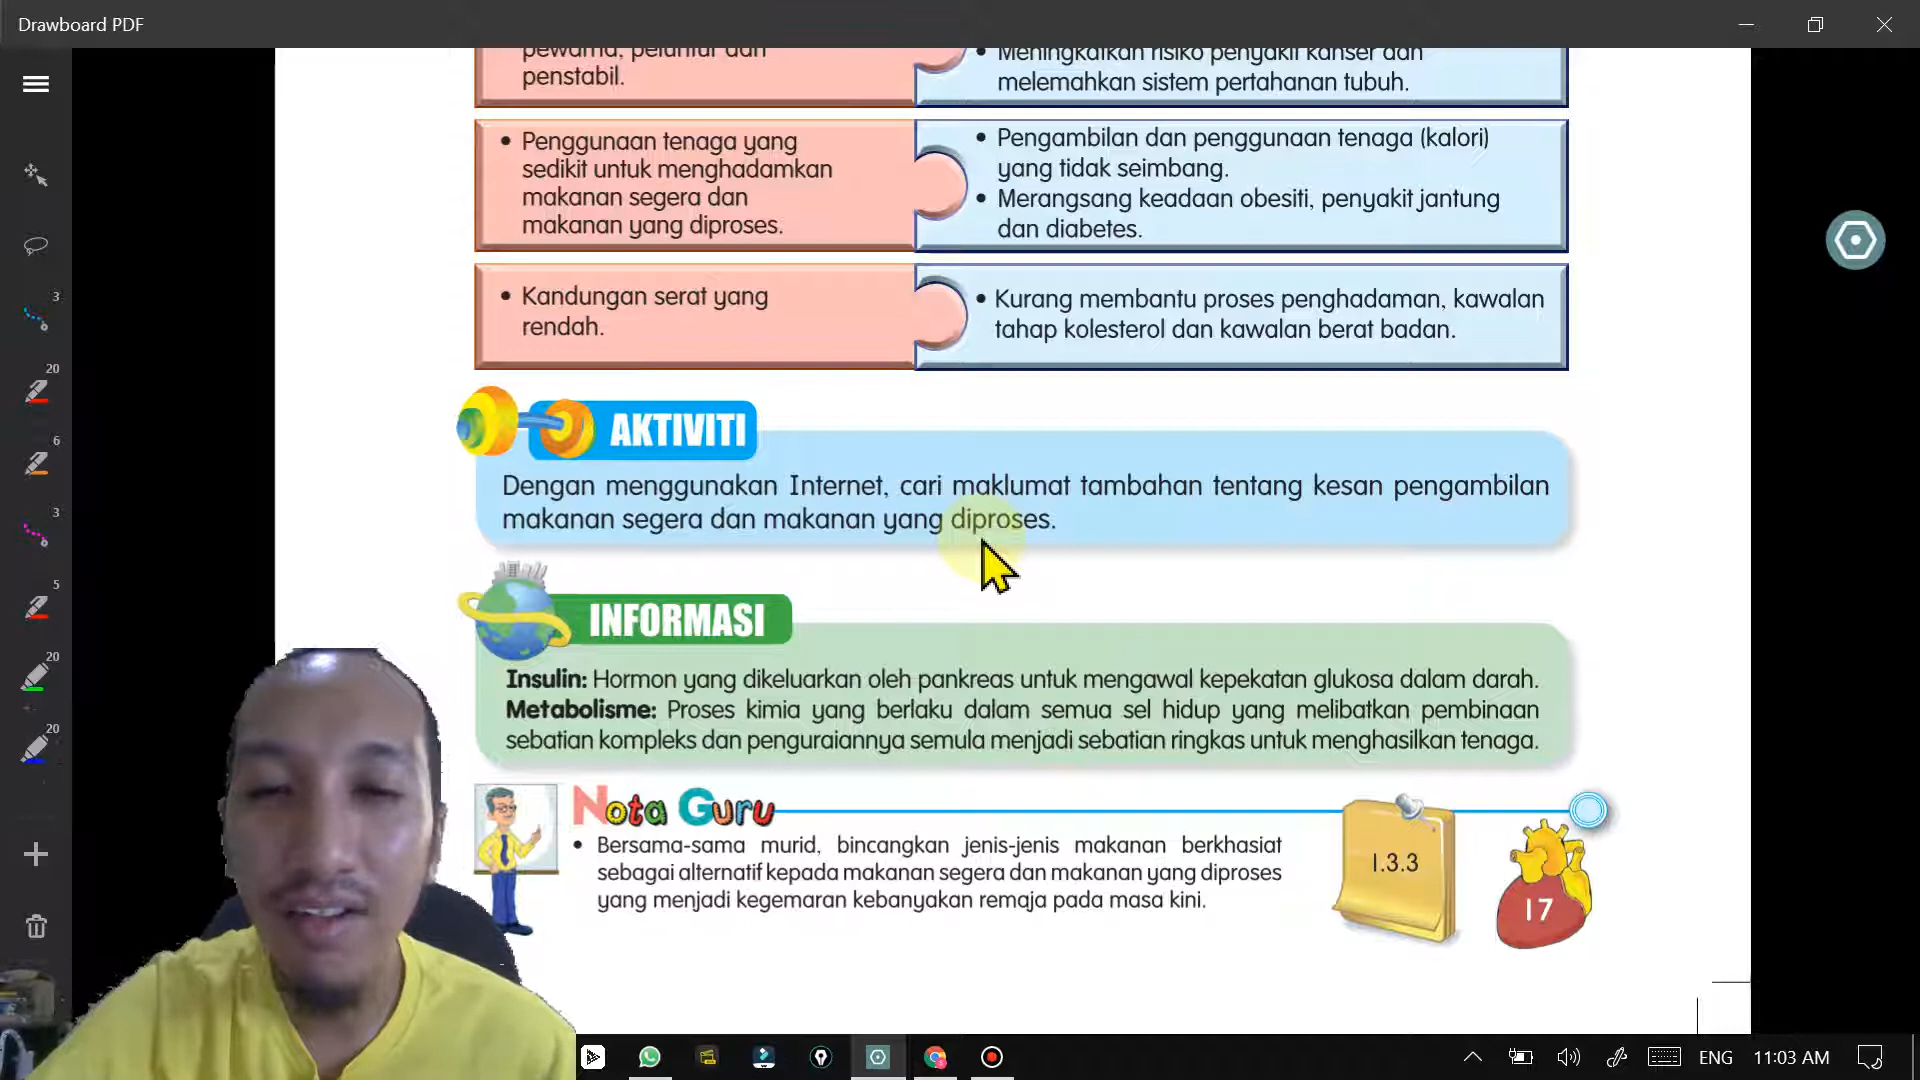 Drawboard PDF
pewarna, peluntur dan
penstabil.
Meningkatkan risiko penyakit kanser dan
melemahkan sistem pertahanan tubuh.
• Penggunaan tenaga yang
sedikit untuk menghadamkan
makanan segera dan
makanan yang diproses.
• Pengambilan dan penggunaan tenaga (kalori)
yang tidak seimbang.
• Merangsang keadaan obesiti, penyakit jantung
dan diabetes.
• Kandungan serat yang
rendah.
• Kurang membantu proses penghadaman, kawalan
tahap kolesterol dan kawalan berat badan.
AKTIVITI
Dengan menggunakan Internet, cari maklumat tambahan tentang kesan pengambilan
makanan segera dan makanan yang diproses.
INFORMASI
Insulin: Hormon yang dikeluarkan oleh pankreas untuk mengawal kepekatan glukosa dalam darah.
Metabolisme: Proses kimia yang berlaku dalam semua sel hidup yang melibatkan pembinaan
sebatian kompleks dan penguraiannya semula menjadi sebatian ringkas untuk menghasilkan tenaga.
Nota Guru
• Bersama-sama murid, bincangkan jenis-jenis makanan berkhasiat
sebagai alternatif kepada makanan segera dan makanan yang diproses
yang menjadi kegemaran kebanyakan remaja pada masa kini.
1.3.3
17
3
20
6
3
5
20
20
ENG
11:03 AM